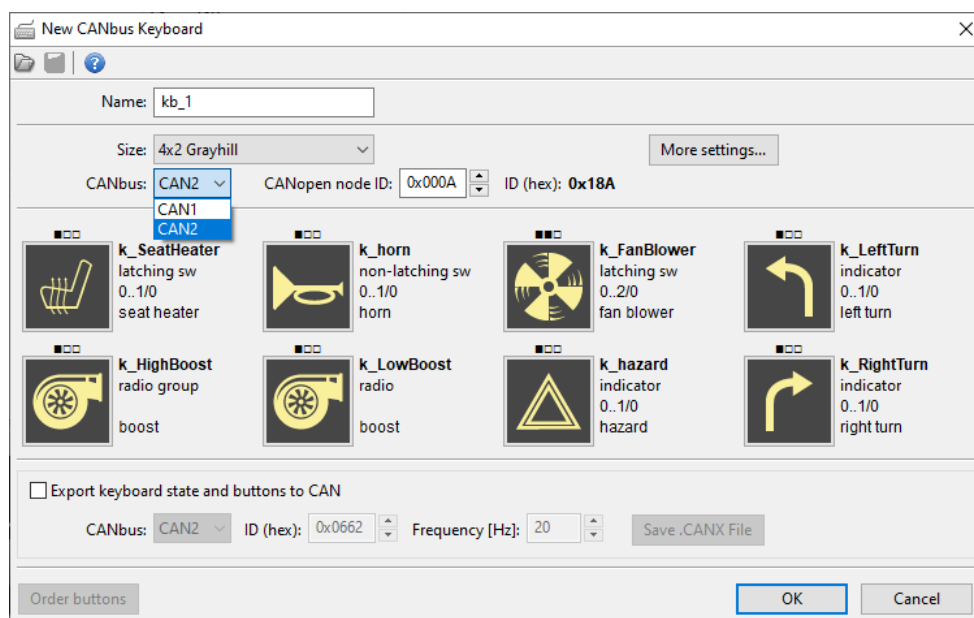 New CANbus Keyboard
Name: kb_1
Size: 4x2 Grayhill More settings...
CANbus: CAN2 CANopen node ID: 0x000A ID (hex): 0x18A
CAN1
CAN2
k_SeatHeater
latching sw
0..1/0
seat heater
k_horn
non-latching sw
0..1/0
horn
k_FanBlower
latching sw
0..2/0
fan blower
k_LeftTurn
indicator
0..1/0
left turn
k_HighBoost
radio group
boost
k_LowBoost
radio
boost
k_hazard
indicator
0..1/0
hazard
k_RightTurn
indicator
0..1/0
right turn
Export keyboard state and buttons to CAN
CANbus: CAN2 ID (hex): 0x0662 Frequency [Hz]: 20 Save .CANX File
Order buttons OK Cancel